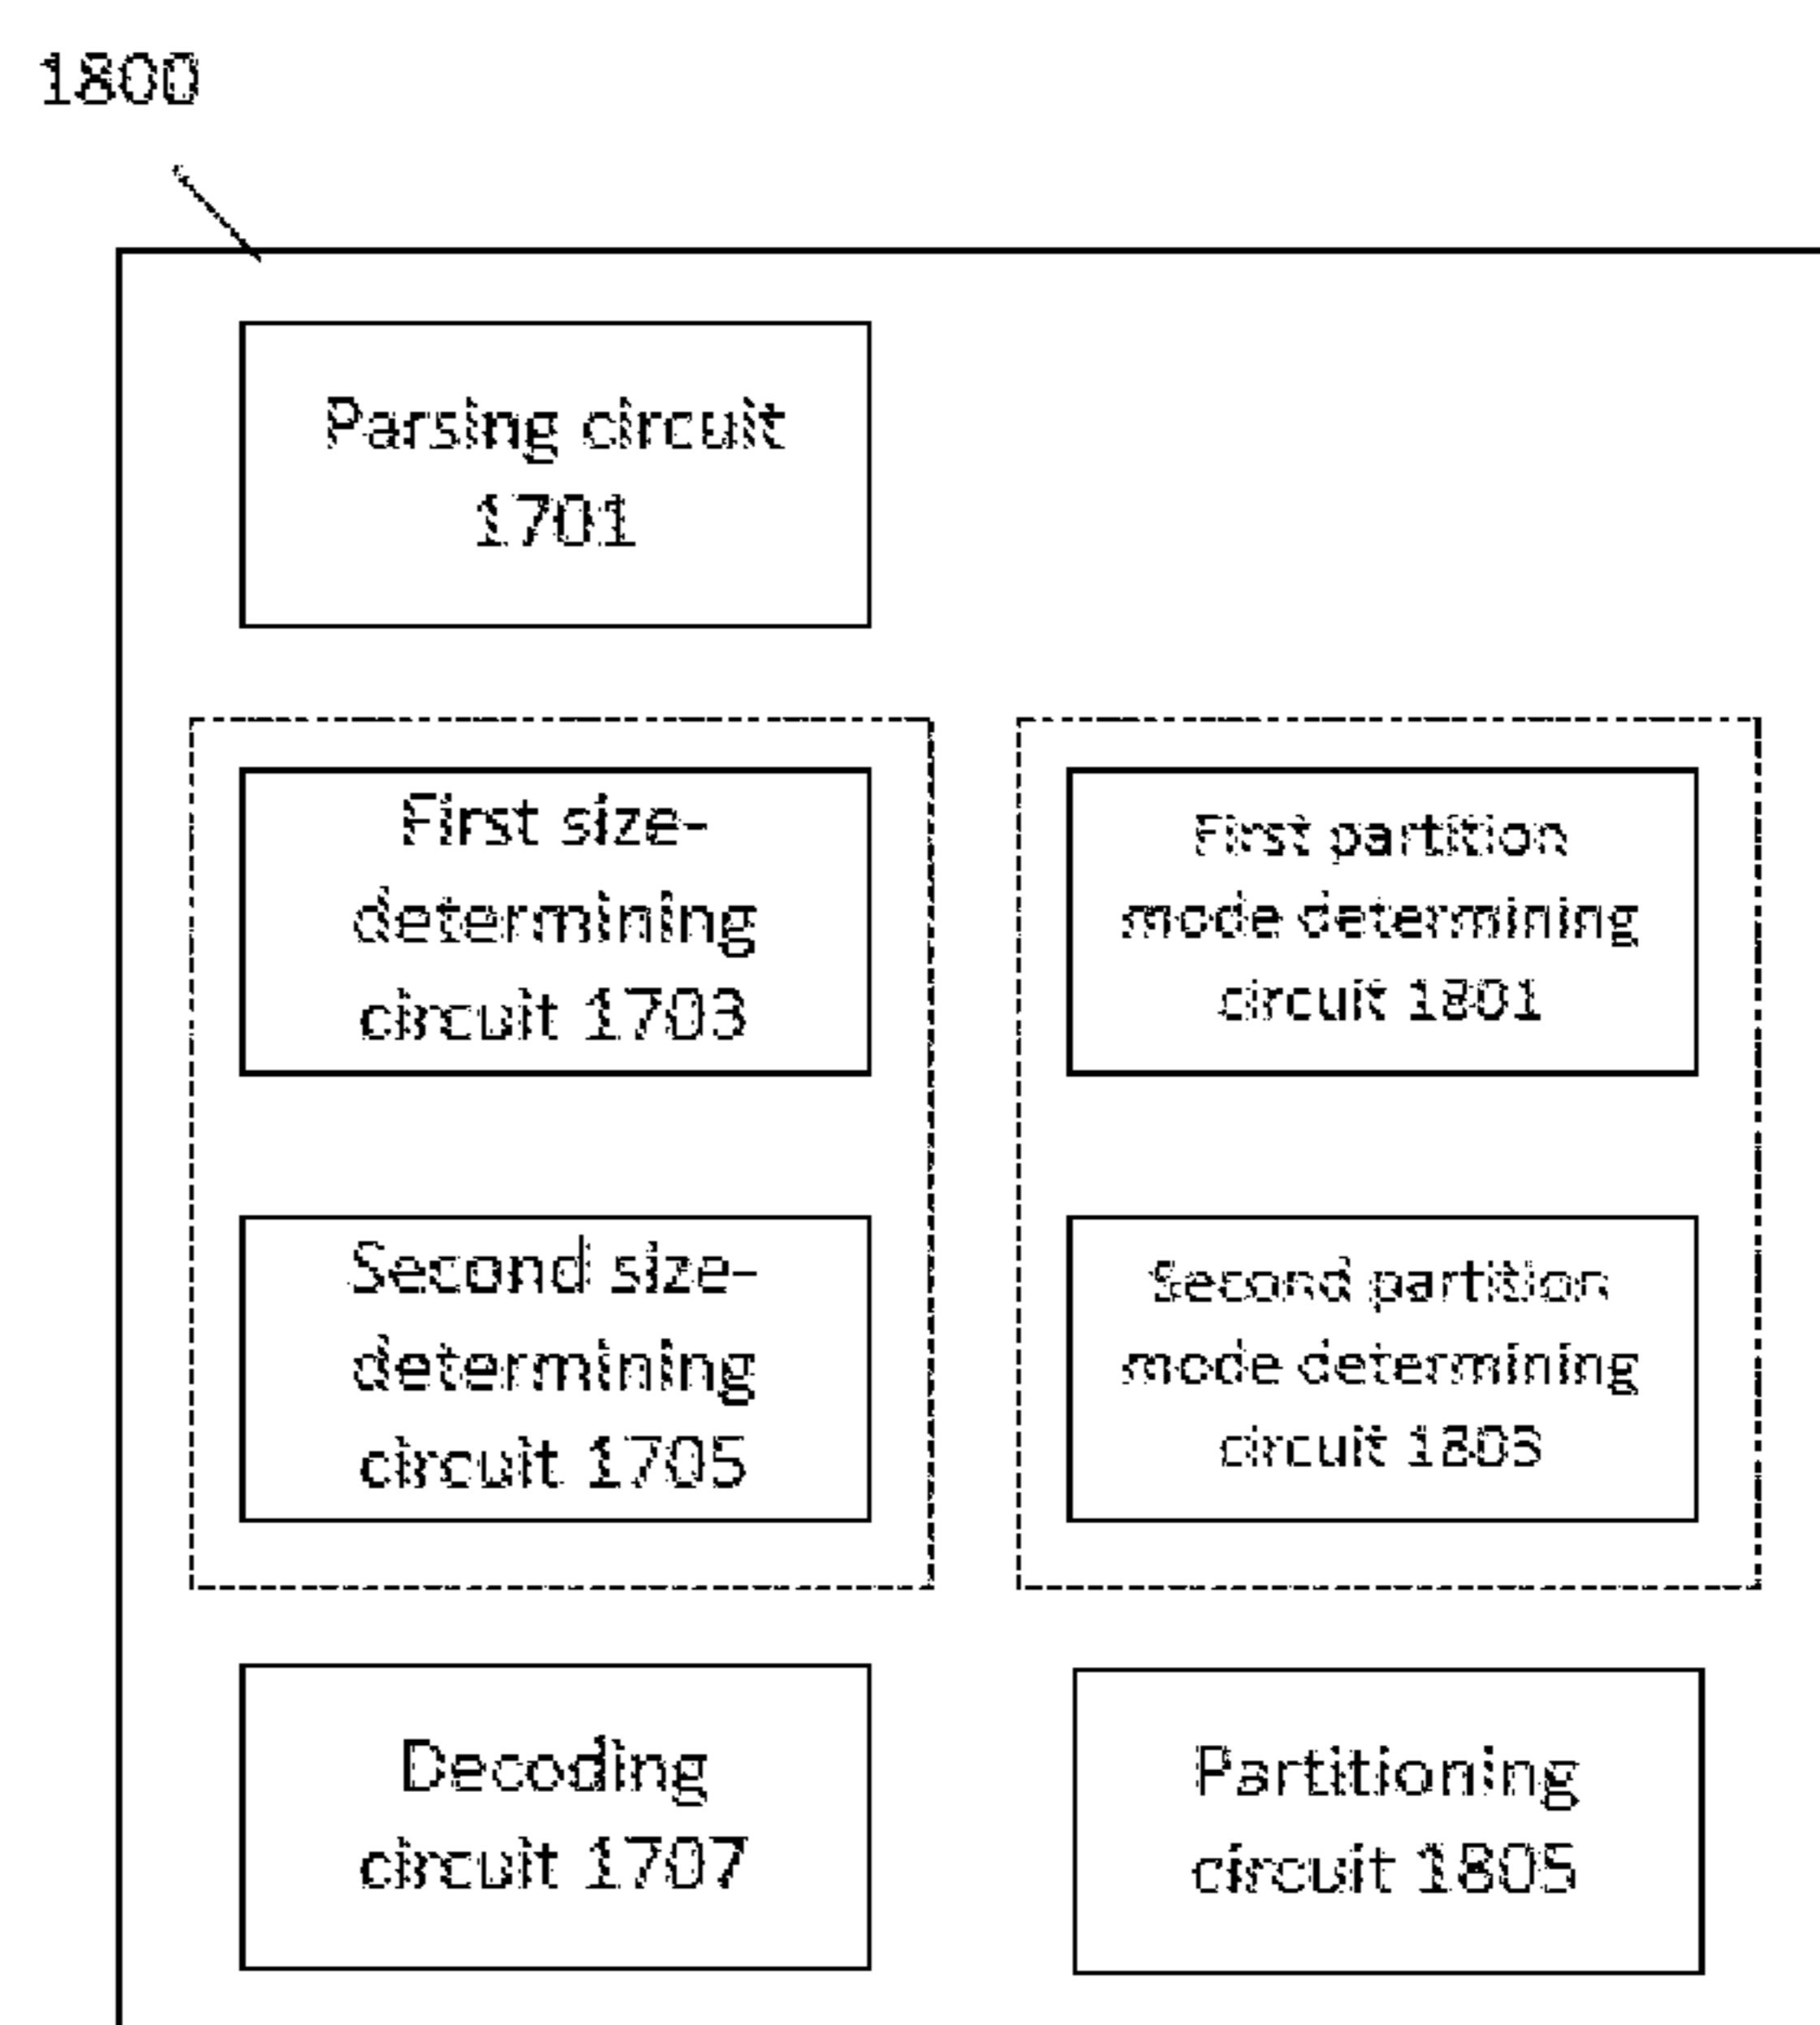 1800
Parsing circuit
1701
First size-
determining
circuit 1703
Second size-
determining
circuit 1705
First partition
mode determining
circuit 1801
Second partition
mode determining
circuit 1803
Decoding
circuit 1707
Partitioning
circuit 1805